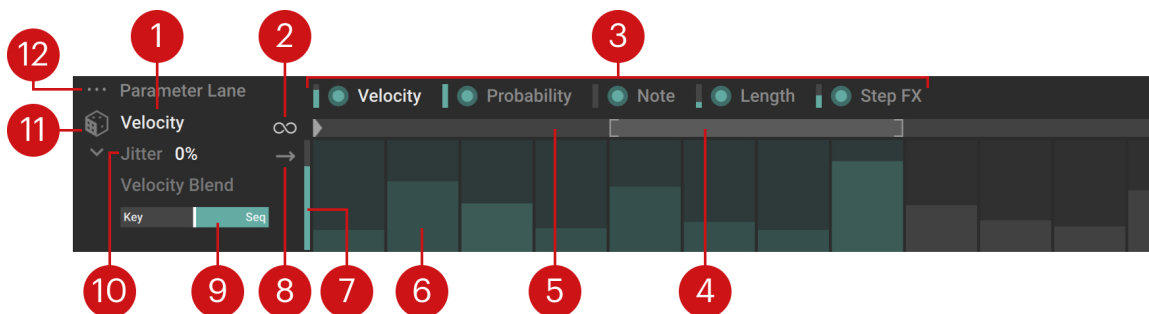 1 2 3
12
Parameter Lane Velocity Probability Note Length Step FX
11 Velocity
Jitter 0%
Velocity Blend
Key Seq
10 9 8 7 6 5 4